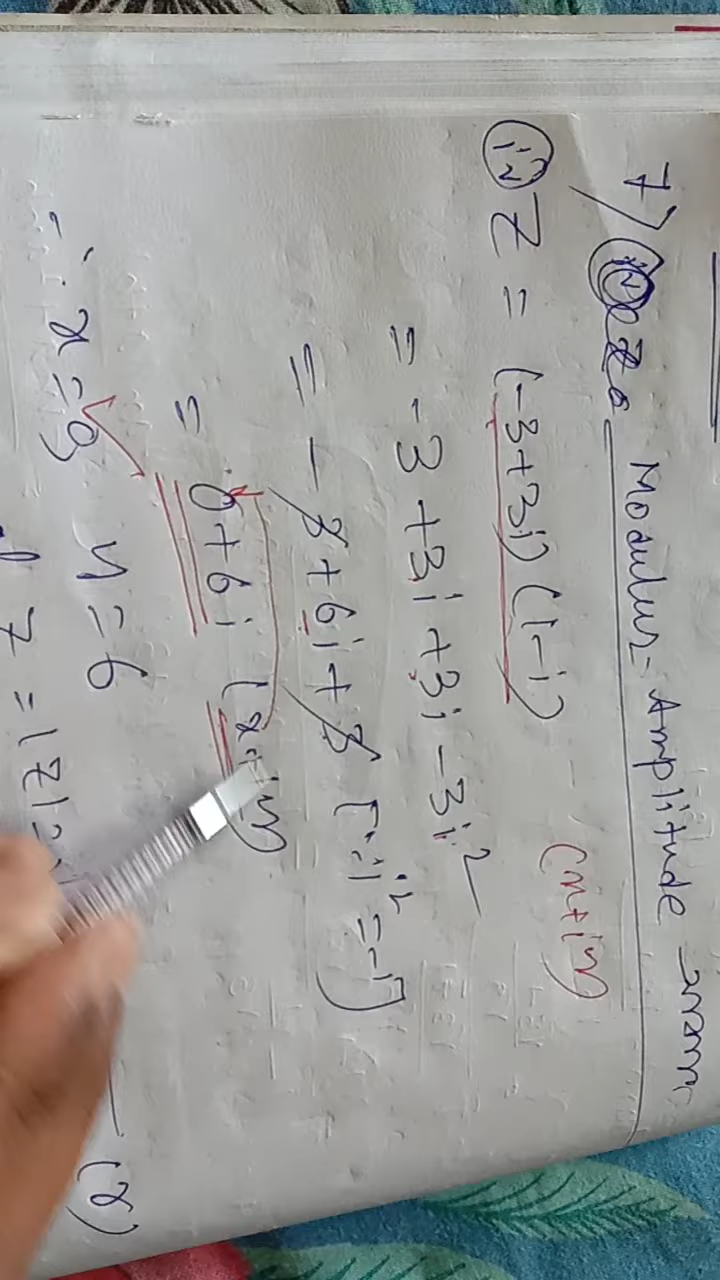 7) Modulus - Amplitude
(iv) Z = (-3+3i) (1-i) (x+iy)
= -3 +3i +3i -3i²
= -3 + 6i + 3 [∵ i² = -1]
= 0 + 6i (x+iy)
∴ x = 0 y = 6
Z = |Z| =
(r)